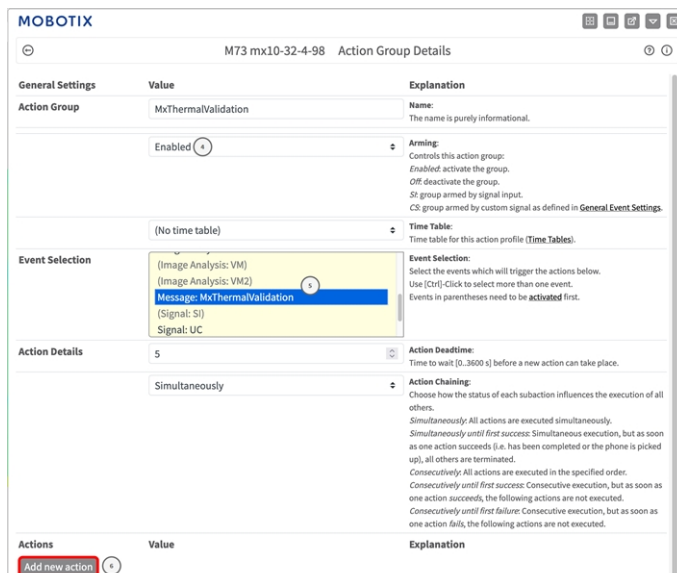 MOBOTIX
M73 mx10-32-4-98 Action Group Details
General Settings Value Explanation
Action Group MxThermalValidation Name:
The name is purely informational.
Enabled 4 Arming:
Controls this action group:
Enabled: activate the group.
Off: deactivate the group.
SI: group armed by signal input.
CS: group armed by custom signal as defined in General Event Settings.
(No time table) Time Table:
Time table for this action profile (Time Tables).
Event Selection Event Selection:
(Image Analysis: VM) Select the events which will trigger the actions below.
(Image Analysis: VM2) Use [Ctrl]-Click to select more than one event.
Message: MxThermalValidation 5 Events in parentheses need to be activated first.
(Signal: SI)
Signal: UC
Action Details 5 Action Deadtime:
Time to wait [0..3600 s] before a new action can take place.
Simultaneously Action Chaining:
Choose how the status of each subaction influences the execution of all
others.
Simultaneously: All actions are executed simultaneously.
Simultaneously until first success: Simultaneous execution, but as soon
as one action succeeds (i.e. has been completed or the phone is picked
up), all others are terminated.
Consecutively: All actions are executed in the specified order.
Consecutively until first success: Consecutive execution, but as soon as
one action succeeds, the following actions are not executed.
Consecutively until first failure: Consecutive execution, but as soon as
one action fails, the following actions are not executed.
Actions Value Explanation
Add new action 6